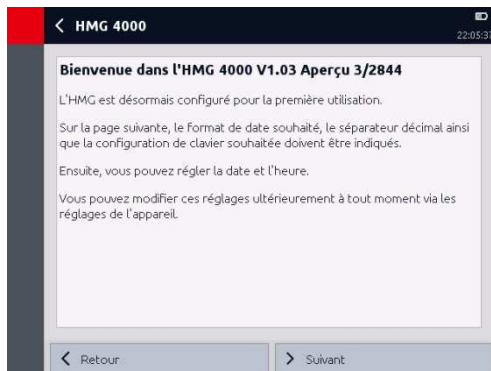 HMG 4000
22:05:37
Bienvenue dans l'HMG 4000 V1.03 Aperçu 3/2844
L'HMG est désormais configuré pour la première utilisation.
Sur la page suivante, le format de date souhaité, le séparateur décimal ainsi
que la configuration de clavier souhaitée doivent être indiqués.
Ensuite, vous pouvez régler la date et l'heure.
Vous pouvez modifier ces réglages ultérieurement à tout moment via les
réglages de l'appareil.
Retour
Suivant